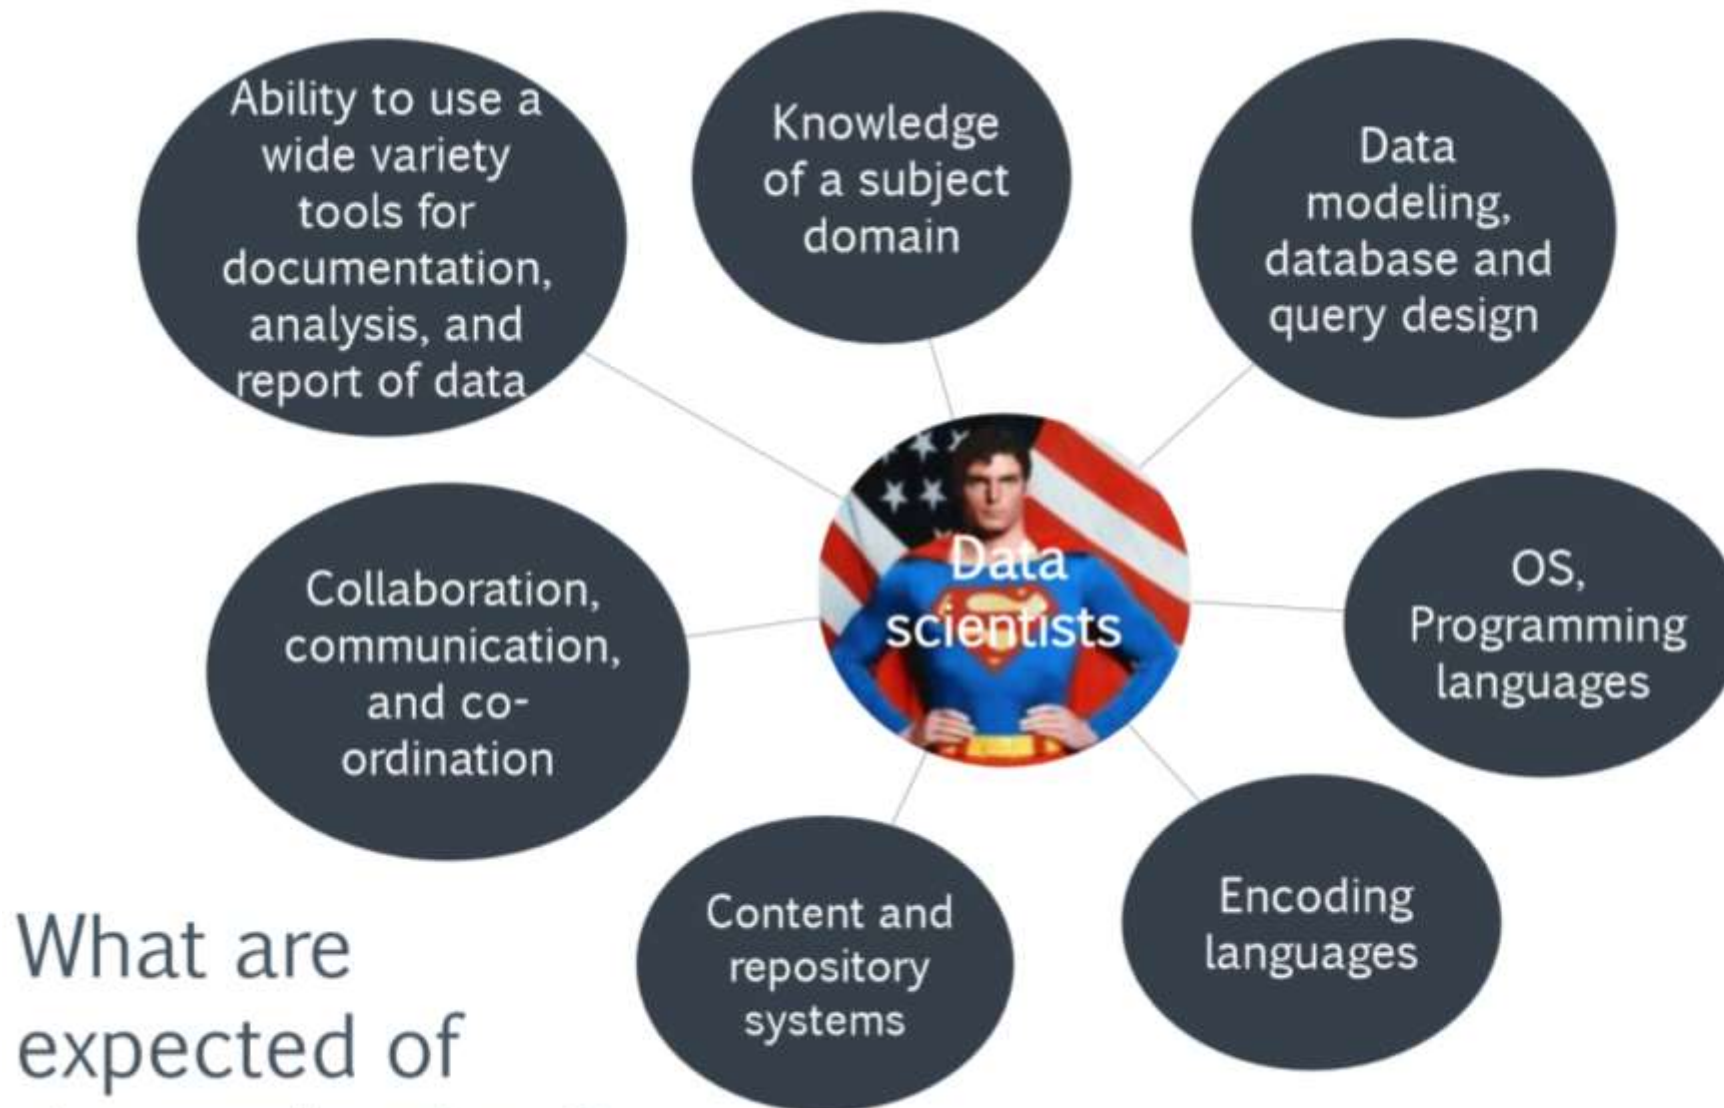 Ability to use a
wide variety
tools for
documentation,
analysis, and
report of data
Knowledge
of a subject
domain
Data
modeling,
database and
query design
Data
scientists
OS,
Programming
languages
Collaboration,
communication,
and co-
ordination
Encoding
languages
Content and
repository
systems
What are
expected of